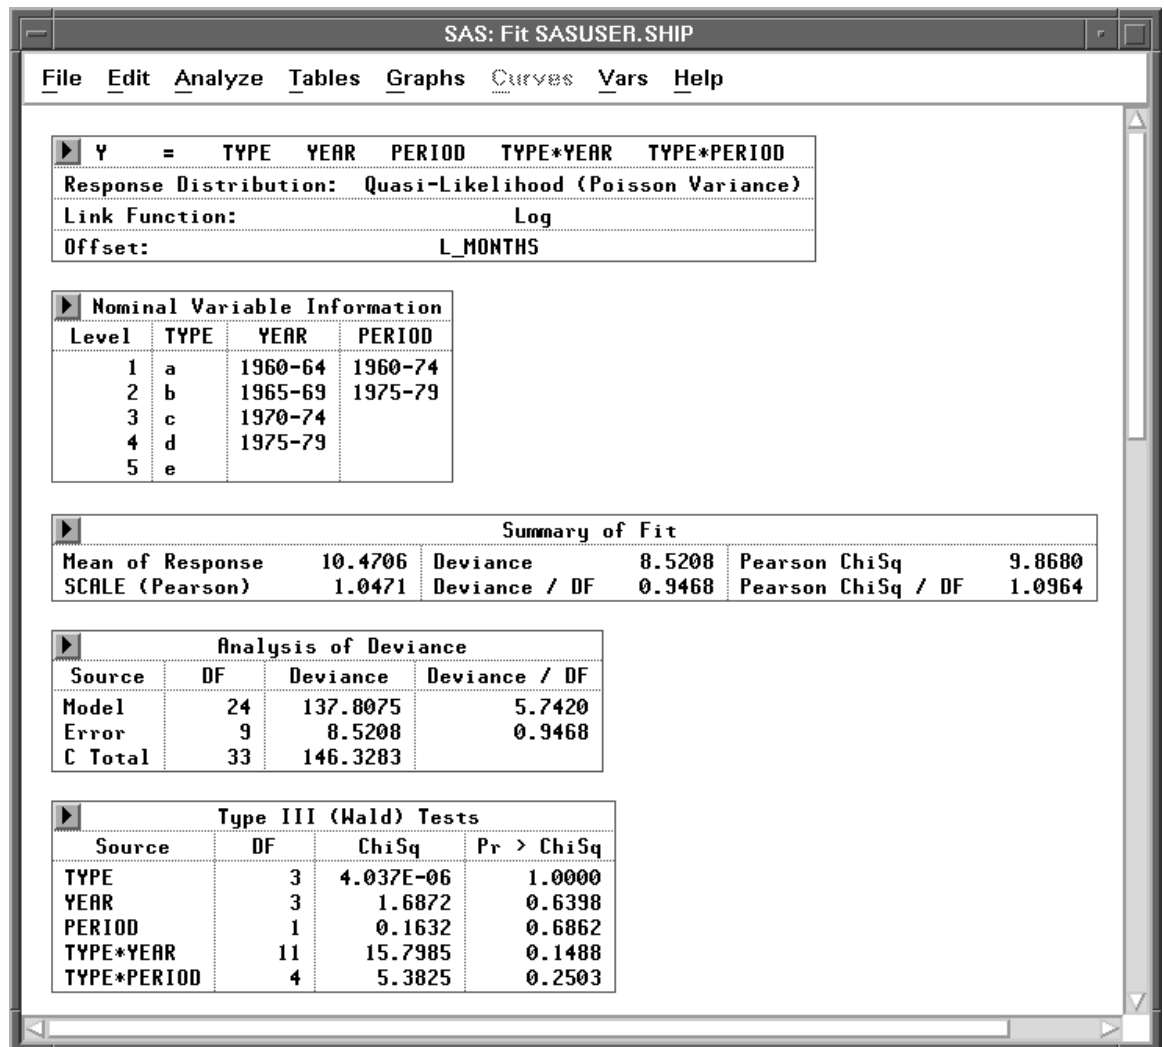 SAS: Fit SASUSER.SHIP
File Edit Analyze Tables Graphs Curves Vars Help
Y = TYPE YEAR PERIOD TYPE*YEAR TYPE*PERIOD
Response Distribution: Quasi-Likelihood (Poisson Variance)
Link Function: Log
Offset: L_MONTHS
Nominal Variable Information
Level TYPE YEAR PERIOD
1 a 1960-64 1960-74
2 b 1965-69 1975-79
3 c 1970-74
4 d 1975-79
5 e
Summary of Fit
Mean of Response 10.4706 Deviance 8.5208 Pearson ChiSq 9.8680
SCALE (Pearson) 1.0471 Deviance / DF 0.9468 Pearson ChiSq / DF 1.0964
Analysis of Deviance
Source DF Deviance Deviance / DF
Model 24 137.8075 5.7420
Error 9 8.5208 0.9468
C Total 33 146.3283
Type III (Wald) Tests
Source DF ChiSq Pr > ChiSq
TYPE 3 4.037E-06 1.0000
YEAR 3 1.6872 0.6398
PERIOD 1 0.1632 0.6862
TYPE*YEAR 11 15.7985 0.1488
TYPE*PERIOD 4 5.3825 0.2503